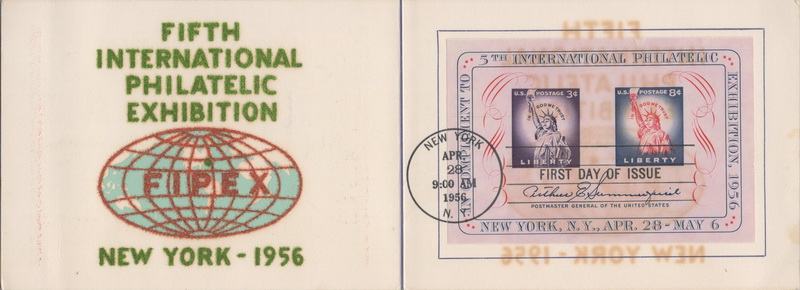 FIFTH
INTERNATIONAL
PHILATELIC
EXHIBITION
FIPEX
NEW YORK - 1956
5TH INTERNATIONAL PHILATELIC
EXHIBITION 1956
NEW YORK, N.Y., APR. 28 - MAY 6
U.S. POSTAGE 3¢
IN GOD WE TRUST
LIBERTY
U.S. POSTAGE 8¢
IN GOD WE TRUST
LIBERTY
NEW YORK
APR
28
9:00 AM
1956
N.Y.
FIRST DAY OF ISSUE
Arthur E. Summerfield
POSTMASTER GENERAL OF THE UNITED STATES